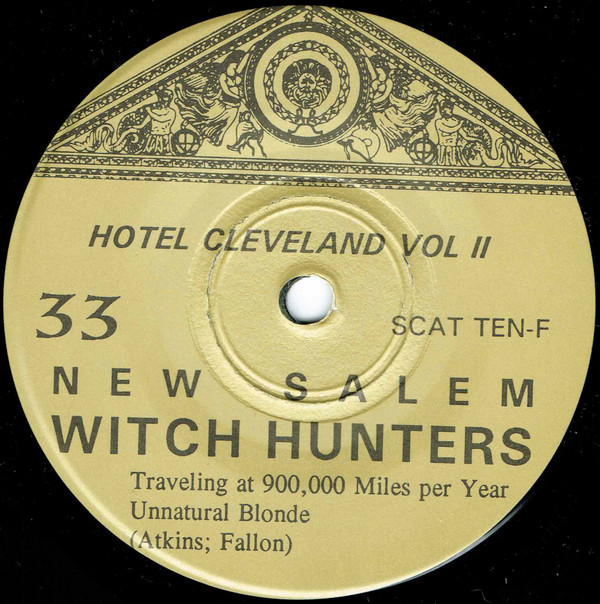 HOTEL CLEVELAND VOL II
33
SCAT TEN-F
NEW SALEM
WITCH HUNTERS
Traveling at 900,000 Miles per Year
Unnatural Blonde
(Atkins; Fallon)